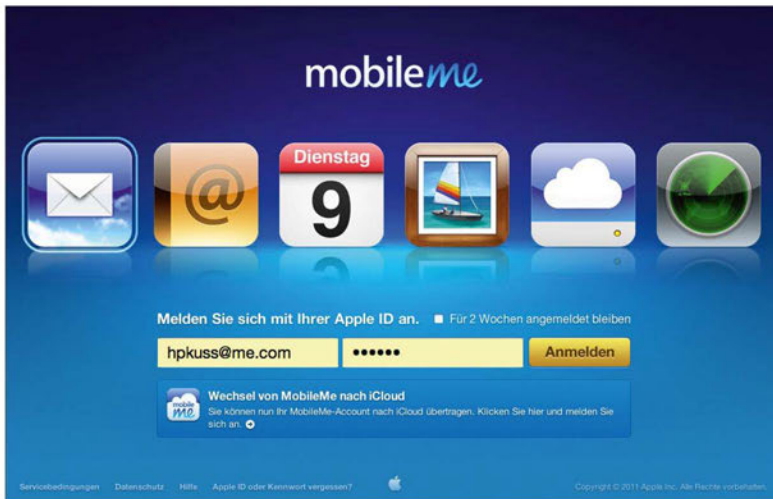 mobileme
@
Dienstag
9
Melden Sie sich mit Ihrer Apple ID an. Für 2 Wochen angemeldet bleiben
hpkuss@me.com •••••• Anmelden
mobile me
Wechsel von MobileMe nach iCloud
Sie können nun Ihr MobileMe-Account nach iCloud übertragen. Klicken Sie hier und melden Sie
sich an.
Servicebedingungen Datenschutz Hilfe Apple ID oder Kennwort vergessen? Copyright © 2011 Apple Inc. Alle Rechte vorbehalten.